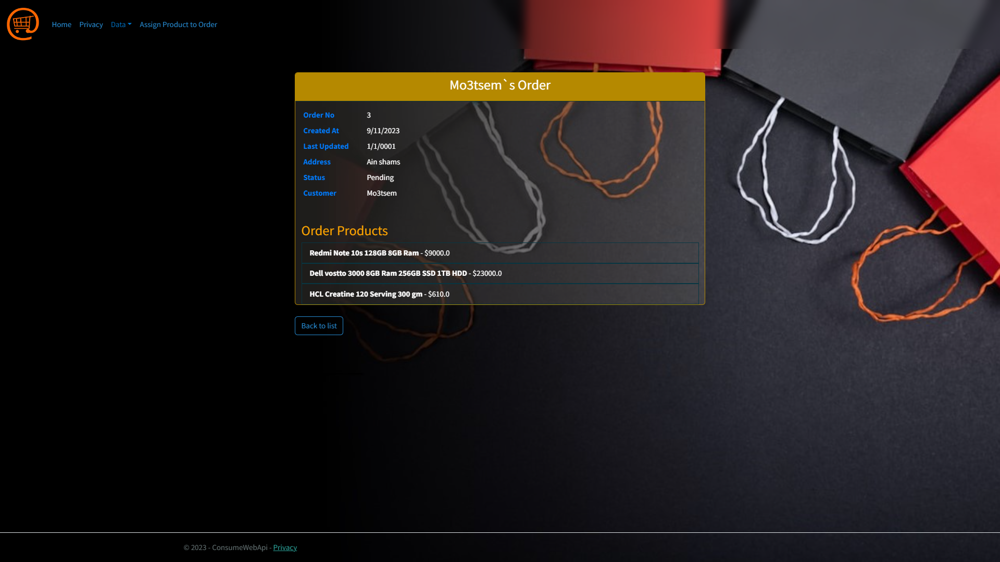 Home Privacy Data Assign Product to Order
Mo3tsem`s Order
Order No 3
Created At 9/11/2023
Last Updated 1/1/0001
Address Ain shams
Status Pending
Customer Mo3tsem
Order Products
Redmi Note 10s 128GB 8GB Ram - $9000.0
Dell vostto 3000 8GB Ram 256GB SSD 1TB HDD - $23000.0
HCL Creatine 120 Serving 300 gm - $610.0
Back to list
© 2023 - ConsumeWebApi - Privacy